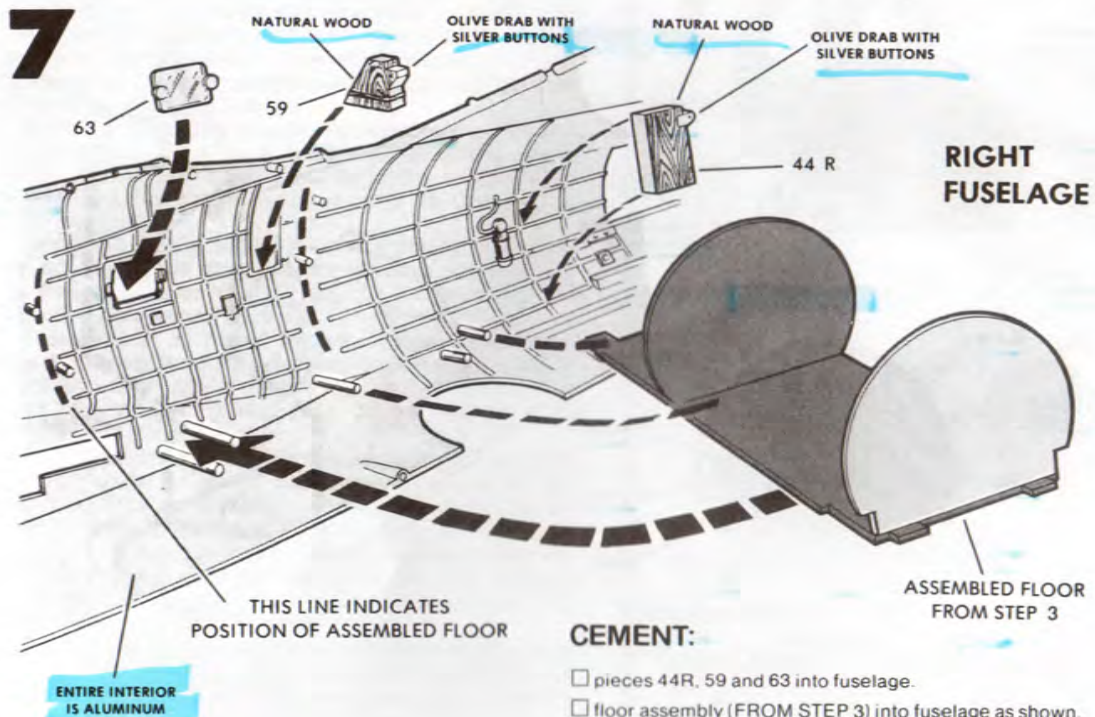 7
NATURAL WOOD
OLIVE DRAB WITH
SILVER BUTTONS
NATURAL WOOD
OLIVE DRAB WITH
SILVER BUTTONS
63
59
44 R
RIGHT
FUSELAGE
THIS LINE INDICATES
POSITION OF ASSEMBLED FLOOR
ASSEMBLED FLOOR
FROM STEP 3
ENTIRE INTERIOR
IS ALUMINUM
CEMENT:
☐ pieces 44R, 59 and 63 into fuselage.
☐ floor assembly (FROM STEP 3) into fuselage as shown.